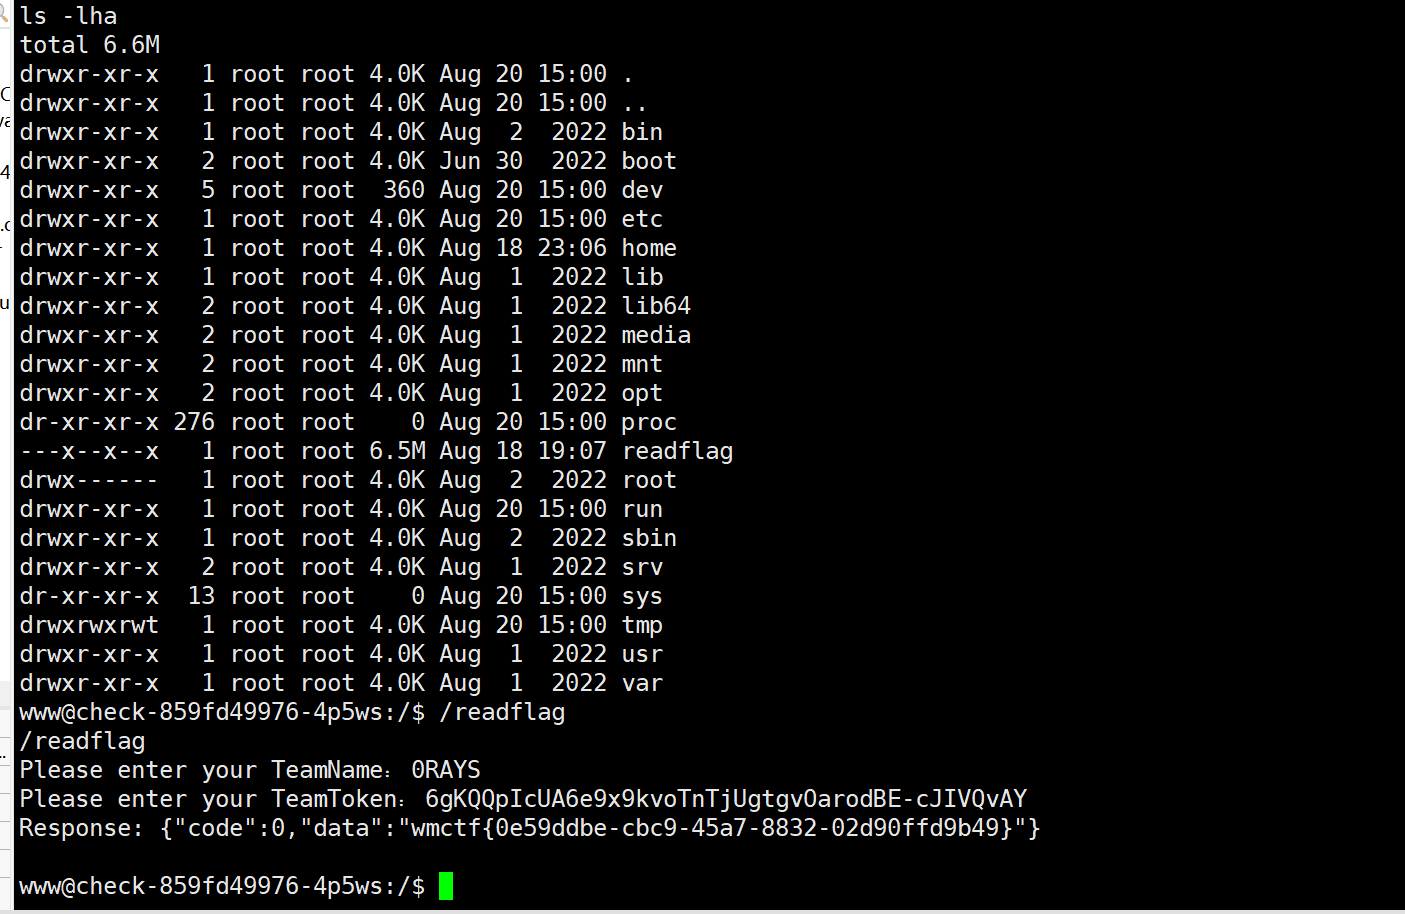 ls -lha
total 6.6M
drwxr-xr-x   1 root root 4.0K Aug 20 15:00 .
drwxr-xr-x   1 root root 4.0K Aug 20 15:00 ..
drwxr-xr-x   1 root root 4.0K Aug  2  2022 bin
drwxr-xr-x   2 root root 4.0K Jun 30  2022 boot
drwxr-xr-x   5 root root  360 Aug 20 15:00 dev
drwxr-xr-x   1 root root 4.0K Aug 20 15:00 etc
drwxr-xr-x   1 root root 4.0K Aug 18 23:06 home
drwxr-xr-x   1 root root 4.0K Aug  1  2022 lib
drwxr-xr-x   2 root root 4.0K Aug  1  2022 lib64
drwxr-xr-x   2 root root 4.0K Aug  1  2022 media
drwxr-xr-x   2 root root 4.0K Aug  1  2022 mnt
drwxr-xr-x   2 root root 4.0K Aug  1  2022 opt
dr-xr-xr-x 276 root root    0 Aug 20 15:00 proc
---x--x--x   1 root root 6.5M Aug 18 19:07 readflag
drwx------   1 root root 4.0K Aug  2  2022 root
drwxr-xr-x   1 root root 4.0K Aug 20 15:00 run
drwxr-xr-x   1 root root 4.0K Aug  2  2022 sbin
drwxr-xr-x   2 root root 4.0K Aug  1  2022 srv
dr-xr-xr-x  13 root root    0 Aug 20 15:00 sys
drwxrwxrwt   1 root root 4.0K Aug 20 15:00 tmp
drwxr-xr-x   1 root root 4.0K Aug  1  2022 usr
drwxr-xr-x   1 root root 4.0K Aug  1  2022 var
www@check-859fd49976-4p5ws:/$ /readflag
/readflag
Please enter your TeamName：0RAYS
Please enter your TeamToken：6gKQQpIcUA6e9x9kvoTnTjUgtgvOarodBE-cJIVQvAY
Response: {"code":0,"data":"wmctf{0e59ddbe-cbc9-45a7-8832-02d90ffd9b49}"}
www@check-859fd49976-4p5ws:/$